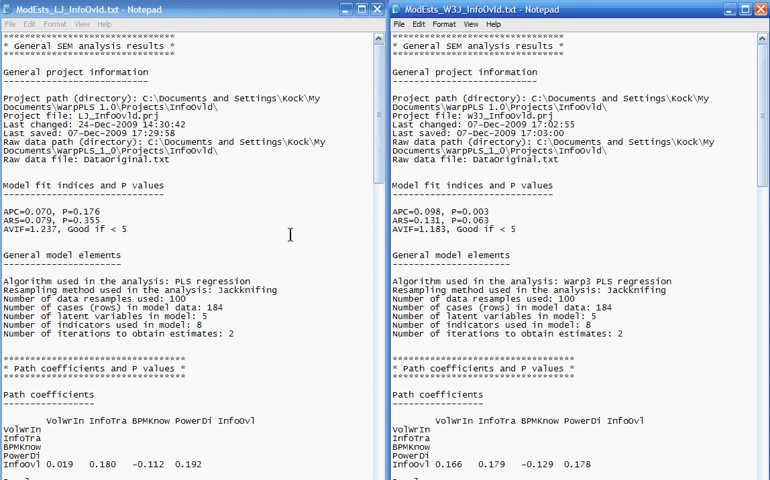 ModEsts_LJ_InfoOvld.txt - Notepad
File Edit Format View Help
***********************************
* General SEM analysis results *
***********************************
General project information
---------------------------
Project path (directory): C:\Documents and Settings\Kock\My
Documents\WarpPLS 1.0\Projects\InfoOvld\
Project file: LJ_InfoOvld.prj
Last changed: 24-Dec-2009 14:30:42
Last saved: 07-Dec-2009 17:29:58
Raw data path (directory): C:\Documents and Settings\Kock\My
Documents\WarpPLS_1_0\Projects\InfoOvld\
Raw data file: DataOriginal.txt
Model fit indices and P values
------------------------------
APC=0.070, P=0.176
ARS=0.079, P=0.355
AVIF=1.237, Good if < 5
General model elements
----------------------
Algorithm used in the analysis: PLS regression
Resampling method used in the analysis: Jackknifing
Number of data resamples used: 100
Number of cases (rows) in model data: 184
Number of latent variables in model: 5
Number of indicators used in model: 8
Number of iterations to obtain estimates: 2
***********************************
* Path coefficients and P values *
***********************************
Path coefficients
-----------------
VolWrIn InfoTra BPMKnow PowerDi InfoOvl
VolWrIn
InfoTra
BPMKnow
PowerDi
InfoOvl 0.019 0.180 -0.112 0.192
ModEsts_W3J_InfoOvld.txt - Notepad
File Edit Format View Help
***********************************
* General SEM analysis results *
***********************************
General project information
---------------------------
Project path (directory): C:\Documents and Settings\Kock\My
Documents\WarpPLS 1.0\Projects\InfoOvld\
Project file: W3J_InfoOvld.prj
Last changed: 07-Dec-2009 17:02:55
Last saved: 07-Dec-2009 17:03:00
Raw data path (directory): C:\Documents and Settings\Kock\My
Documents\WarpPLS_1_0\Projects\InfoOvld\
Raw data file: DataOriginal.txt
Model fit indices and P values
------------------------------
APC=0.098, P=0.003
ARS=0.131, P=0.063
AVIF=1.183, Good if < 5
General model elements
----------------------
Algorithm used in the analysis: Warp3 PLS regression
Resampling method used in the analysis: Jackknifing
Number of data resamples used: 100
Number of cases (rows) in model data: 184
Number of latent variables in model: 5
Number of indicators used in model: 8
Number of iterations to obtain estimates: 2
***********************************
* Path coefficients and P values *
***********************************
Path coefficients
-----------------
VolWrIn InfoTra BPMKnow PowerDi InfoOvl
VolWrIn
InfoTra
BPMKnow
PowerDi
InfoOvl 0.166 0.179 -0.129 0.178